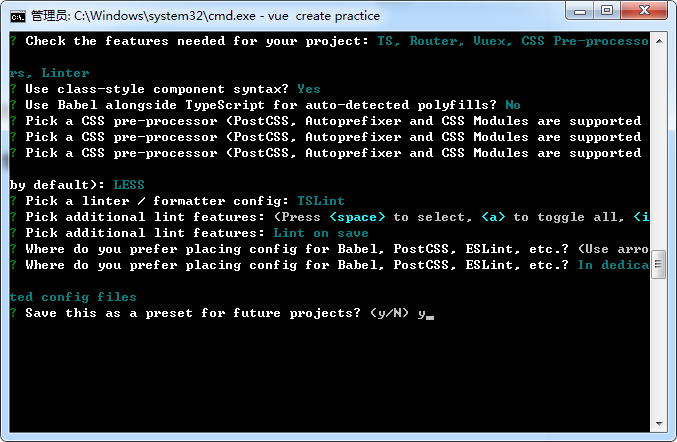 管理员: C:\Windows\system32\cmd.exe - vue  create practice
? Check the features needed for your project: TS, Router, Vuex, CSS Pre-processo
rs, Linter
? Use class-style component syntax? Yes
? Use Babel alongside TypeScript for auto-detected polyfills? No
? Pick a CSS pre-processor (PostCSS, Autoprefixer and CSS Modules are supported
? Pick a CSS pre-processor (PostCSS, Autoprefixer and CSS Modules are supported
? Pick a CSS pre-processor (PostCSS, Autoprefixer and CSS Modules are supported
by default): LESS
? Pick a linter / formatter config: TSLint
? Pick additional lint features: (Press <space> to select, <a> to toggle all, <i
? Pick additional lint features: Lint on save
? Where do you prefer placing config for Babel, PostCSS, ESLint, etc.? (Use arro
? Where do you prefer placing config for Babel, PostCSS, ESLint, etc.? In dedica
ted config files
? Save this as a preset for future projects? (y/N) y